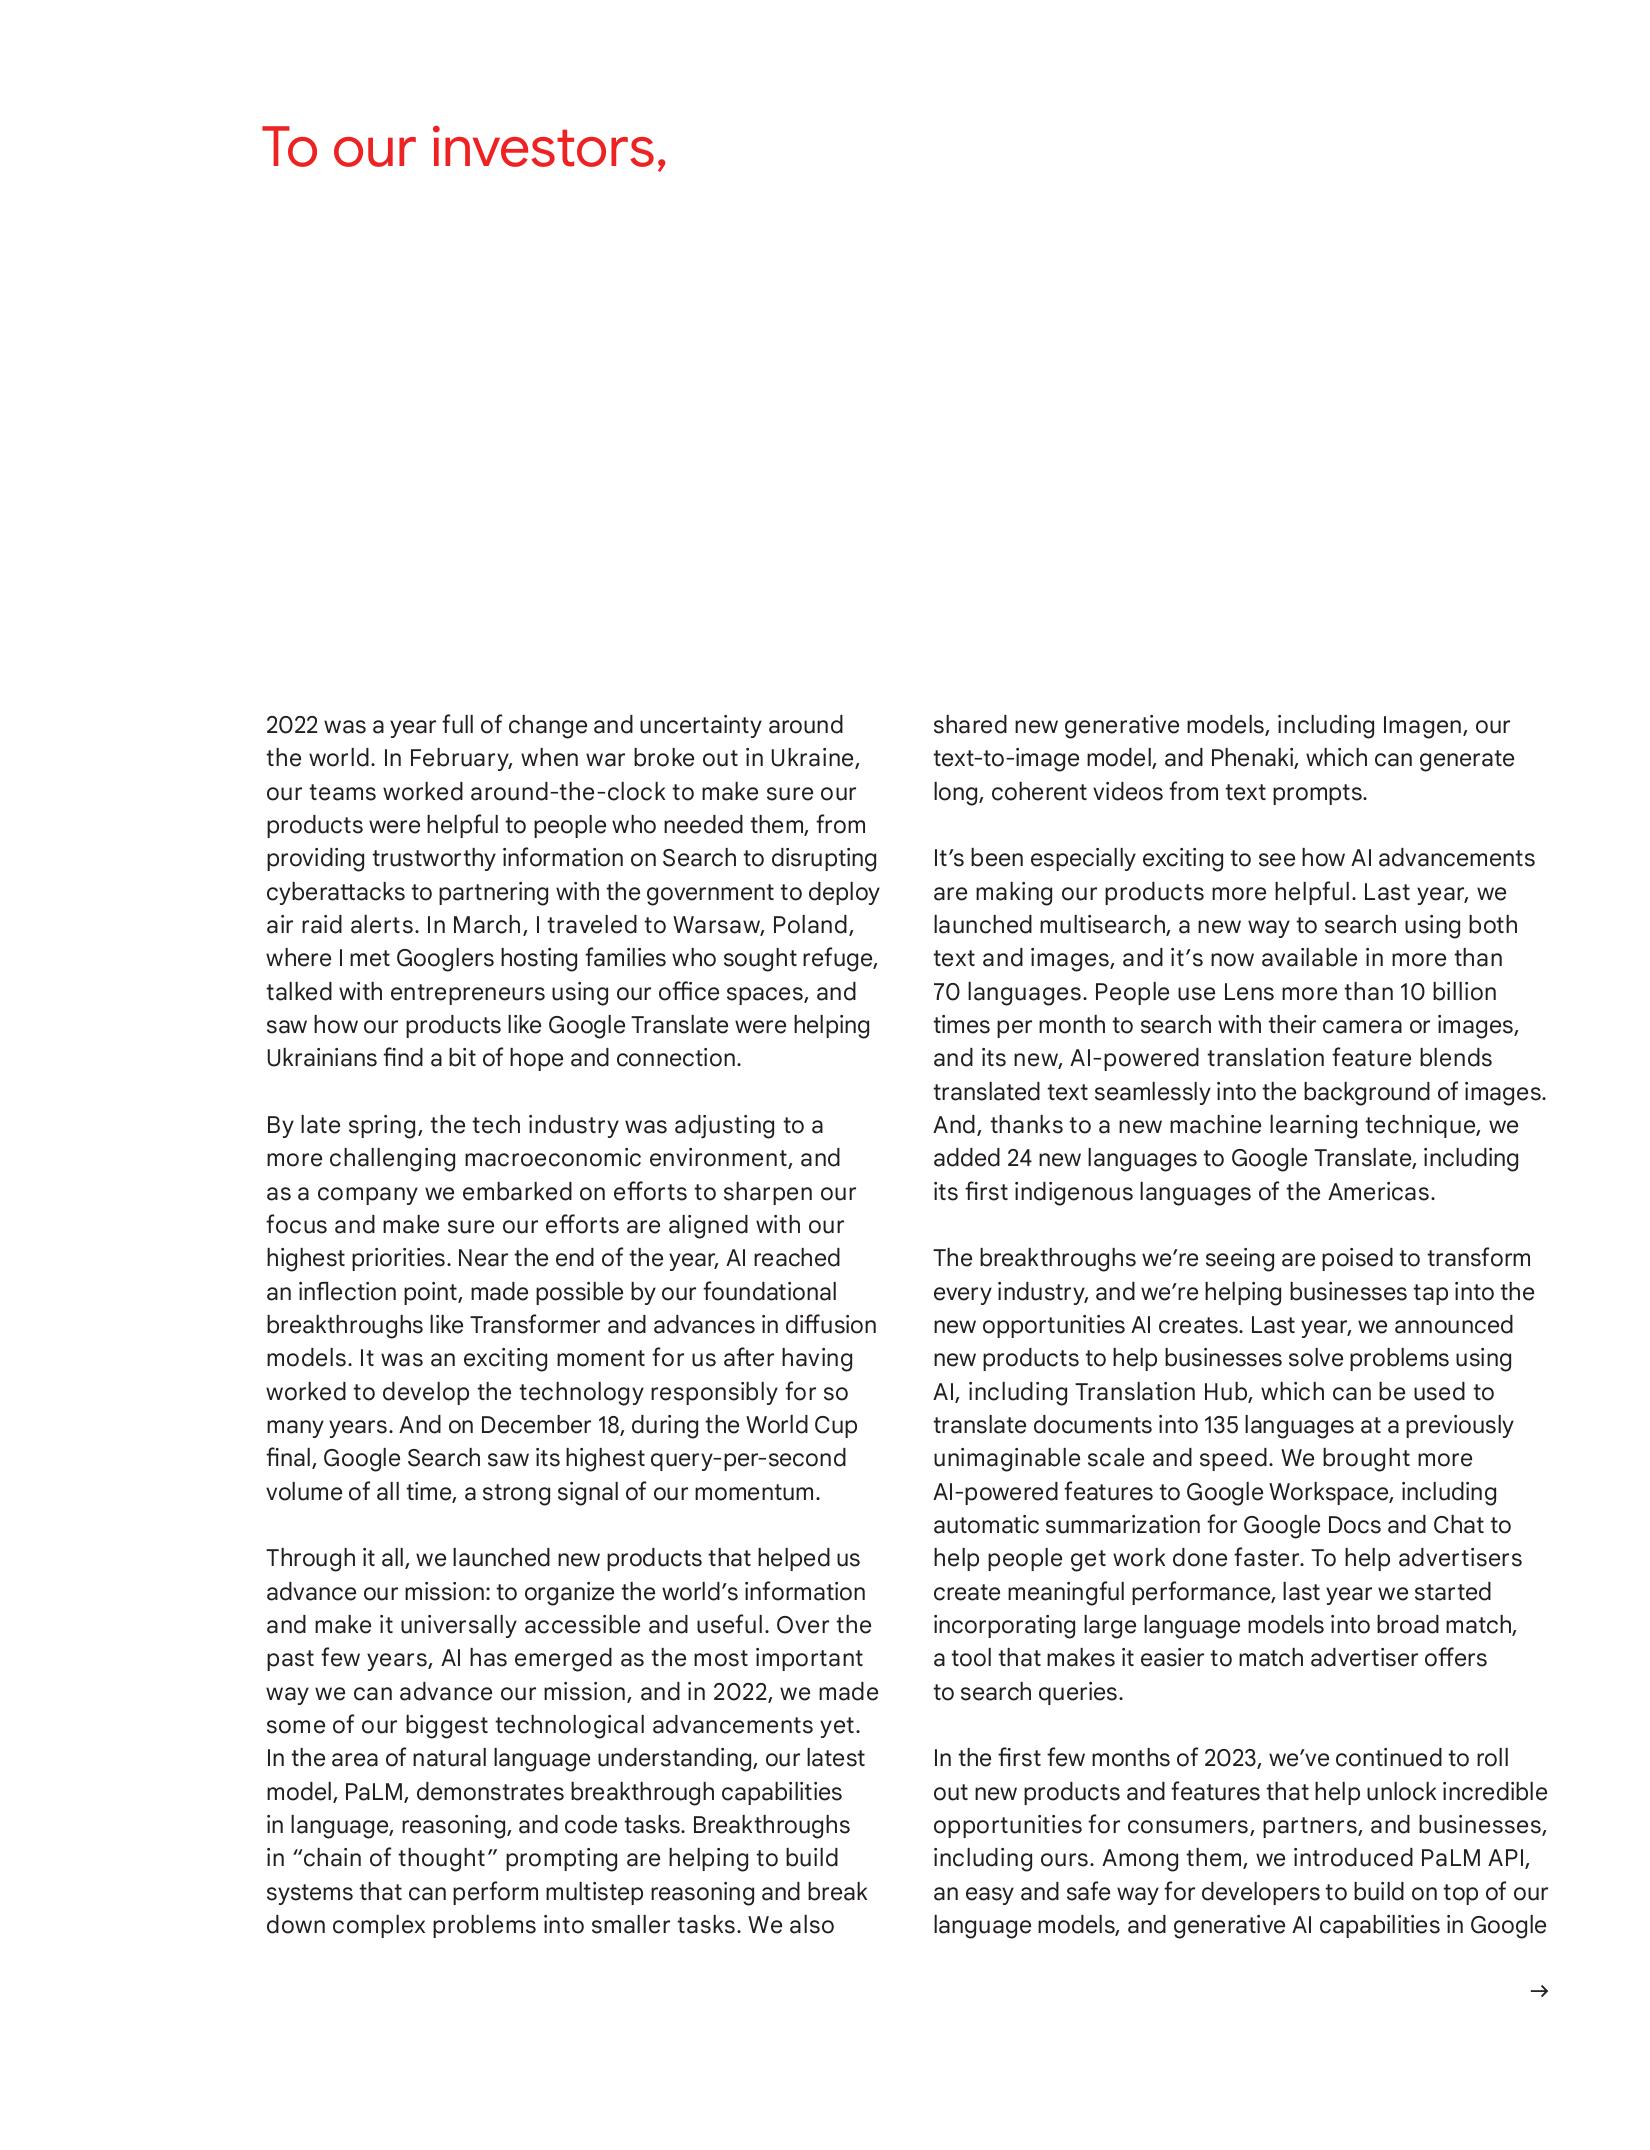 To our investors,
2022 was a year full of change and uncertainty around
the world. In February, when war broke out in Ukraine,
our teams worked around-the-clock to make sure our
products were helpful to people who needed them, from
providing trustworthy information on Search to disrupting
cyberattacks to partnering with the government to deploy
air raid alerts. In March, I traveled to Warsaw, Poland,
where I met Googlers hosting families who sought refuge,
talked with entrepreneurs using our office spaces, and
saw how our products like Google Translate were helping
Ukrainians find a bit of hope and connection.
By late spring, the tech industry was adjusting to a
more challenging macroeconomic environment, and
as a company we embarked on efforts to sharpen our
focus and make sure our efforts are aligned with our
highest priorities. Near the end of the year, AI reached
an inflection point, made possible by our foundational
breakthroughs like Transformer and advances in diffusion
models. It was an exciting moment for us after having
worked to develop the technology responsibly for so
many years. And on December 18, during the World Cup
final, Google Search saw its highest query-per-second
volume of all time, a strong signal of our momentum.
Through it all, we launched new products that helped us
advance our mission: to organize the world’s information
and make it universally accessible and useful. Over the
past few years, AI has emerged as the most important
way we can advance our mission, and in 2022, we made
some of our biggest technological advancements yet.
In the area of natural language understanding, our latest
model, PaLM, demonstrates breakthrough capabilities
in language, reasoning, and code tasks. Breakthroughs
in “chain of thought” prompting are helping to build
systems that can perform multistep reasoning and break
down complex problems into smaller tasks. We also
shared new generative models, including Imagen, our
text-to-image model, and Phenaki, which can generate
long, coherent videos from text prompts.
It’s been especially exciting to see how AI advancements
are making our products more helpful. Last year, we
launched multisearch, a new way to search using both
text and images, and it’s now available in more than
70 languages. People use Lens more than 10 billion
times per month to search with their camera or images,
and its new, AI-powered translation feature blends
translated text seamlessly into the background of images.
And, thanks to a new machine learning technique, we
added 24 new languages to Google Translate, including
its first indigenous languages of the Americas.
The breakthroughs we’re seeing are poised to transform
every industry, and we’re helping businesses tap into the
new opportunities AI creates. Last year, we announced
new products to help businesses solve problems using
AI, including Translation Hub, which can be used to
translate documents into 135 languages at a previously
unimaginable scale and speed. We brought more
AI-powered features to Google Workspace, including
automatic summarization for Google Docs and Chat to
help people get work done faster. To help advertisers
create meaningful performance, last year we started
incorporating large language models into broad match,
a tool that makes it easier to match advertiser offers
to search queries.
In the first few months of 2023, we’ve continued to roll
out new products and features that help unlock incredible
opportunities for consumers, partners, and businesses,
including ours. Among them, we introduced PaLM API,
an easy and safe way for developers to build on top of our
language models, and generative AI capabilities in Google
→